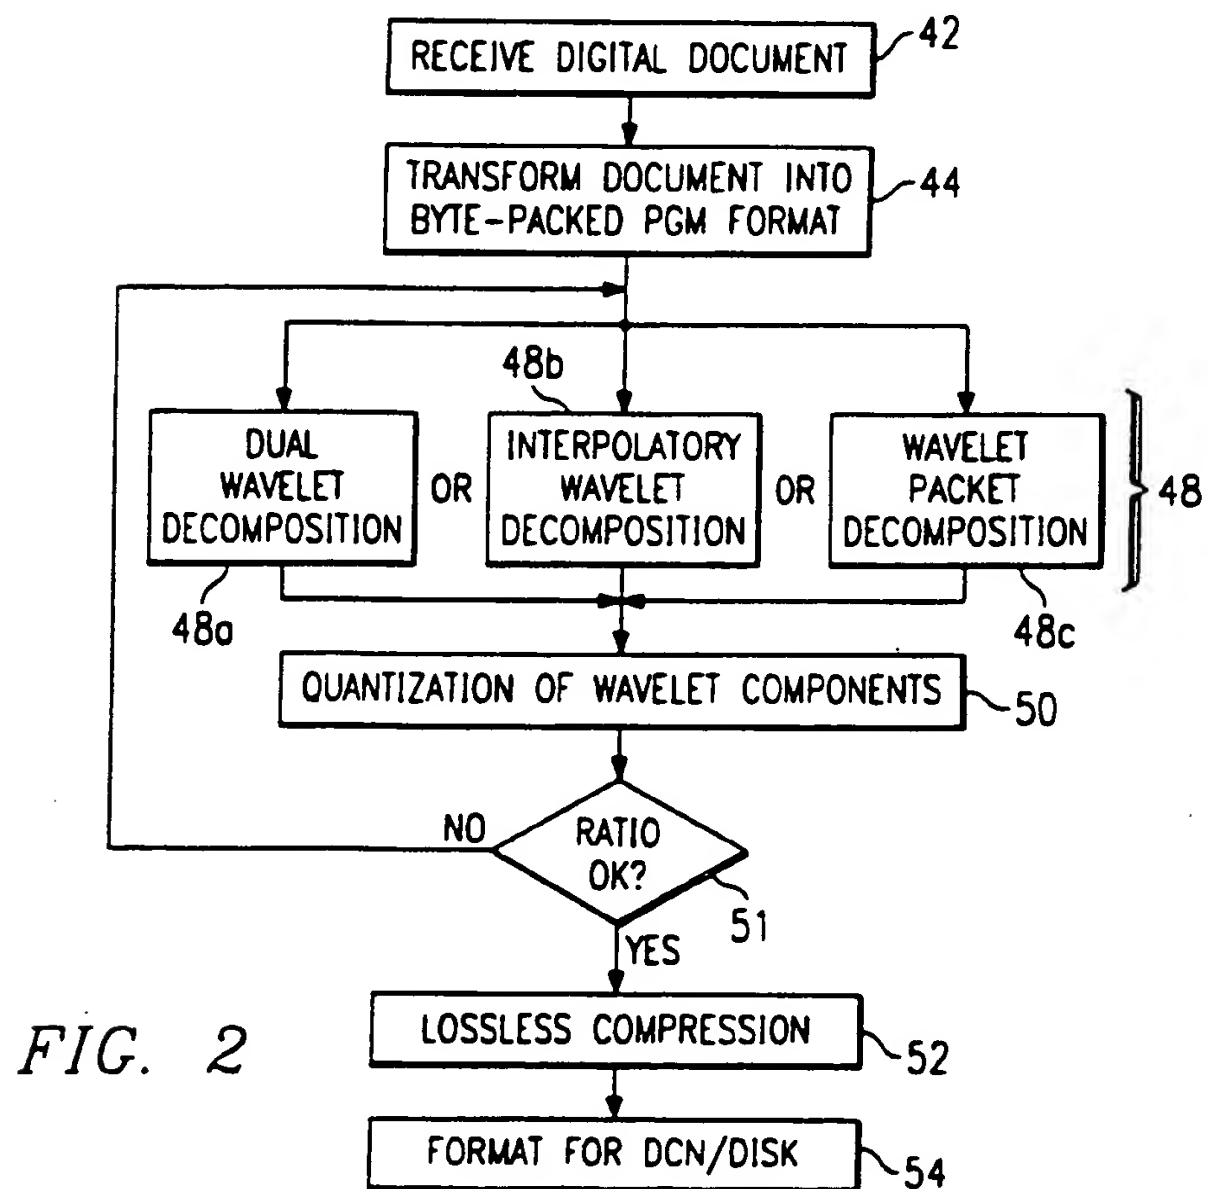 RECEIVE DIGITAL DOCUMENT
42
TRANSFORM DOCUMENT INTO
BYTE-PACKED PGM FORMAT
44
48b
DUAL
WAVELET
DECOMPOSITION
OR
INTERPOLATORY
WAVELET
DECOMPOSITION
OR
WAVELET
PACKET
DECOMPOSITION
48
48a
48c
QUANTIZATION OF WAVELET COMPONENTS
50
NO
RATIO
OK?
51
YES
LOSSLESS COMPRESSION
52
FIG. 2
FORMAT FOR DCN/DISK
54